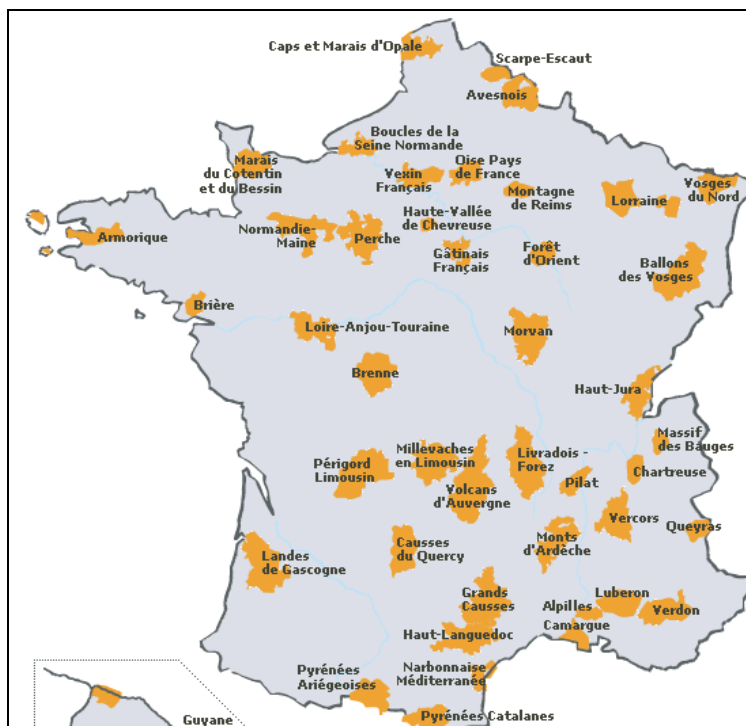 Caps et Marais d'Opale
Scarpe-Escaut
Avesnois
Boucles de la
Seine Normande
Marais
du Cotentin
et du Bessin
Vexin
Français
Oise Pays
de France
Montagne
de Reims
Lorraine
Vosges
du Nord
Armorique
Normandie-
Maine
Perche
Haute-Vallée
de Chevreuse
Gâtinais
Français
Forêt
d'Orient
Ballons
des Vosges
Brière
Loire-Anjou-Touraine
Morvan
Brenne
Haut-Jura
Massif
des Bauges
Périgord
Limousin
Millevaches
en Limousin
Volcans
d'Auvergne
Livradois -
Forez
Pilat
Chartreuse
Vercors
Queyras
Landes
de Gascogne
Causses
du Quercy
Monts
d'Ardèche
Grands
Causses
Alpilles
Luberon
Verdon
Camargue
Haut-Languedoc
Narbonnaise
Méditerranée
Pyrénées
Ariégeoises
Pyrénées Catalanes
Guyane